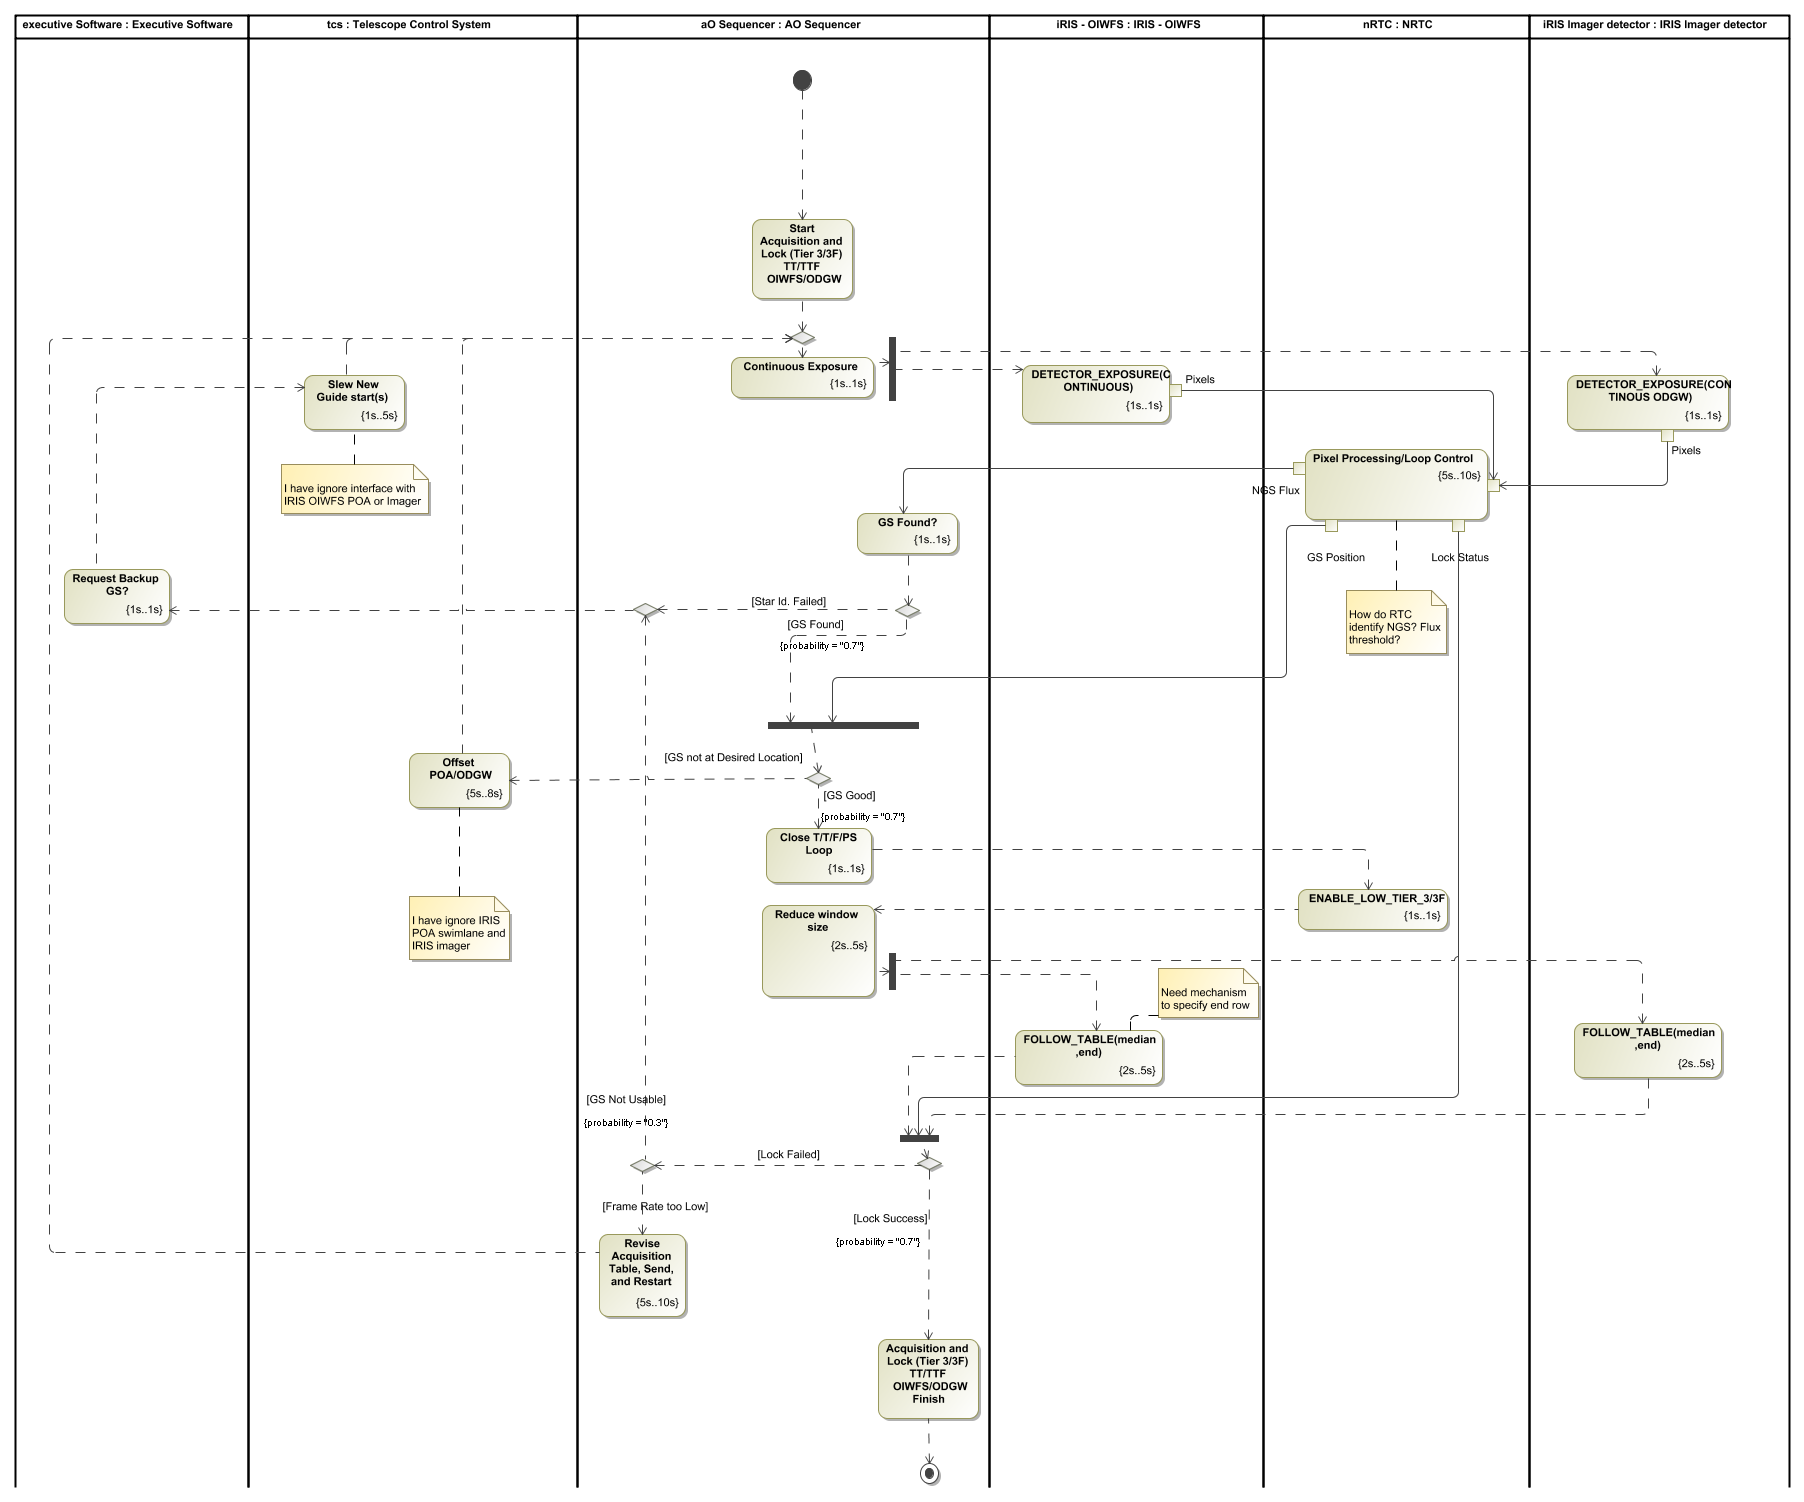 executive Software : Executive Software
tcs : Telescope Control System
aO Sequencer : AO Sequencer
iRIS - OIWFS : IRIS - OIWFS
nRTC : NRTC
iRIS Imager detector : IRIS Imager detector
Start
Acquisition and
Lock (Tier 3/3F)
TT/TTF
OIWFS/ODGW
Continuous Exposure
{1s..1s}
DETECTOR_EXPOSURE(C
ONTINUOUS)
{1s..1s}
Pixels
DETECTOR_EXPOSURE(CON
TINOUS ODGW)
{1s..1s}
Pixels
Slew New
Guide start(s)
{1s..5s}
I have ignore interface with
IRIS OIWFS POA or Imager
Pixel Processing/Loop Control
{5s..10s}
NGS Flux
GS Position
Lock Status
How do RTC
identify NGS? Flux
threshold?
GS Found?
{1s..1s}
Request Backup
GS?
{1s..1s}
[Star Id. Failed]
[GS Found]
{probability = "0.7"}
[GS not at Desired Location]
Offset
POA/ODGW
{5s..8s}
[GS Good]
{probability = "0.7"}
Close T/T/F/PS
Loop
{1s..1s}
I have ignore IRIS
POA swimlane and
IRIS imager
ENABLE_LOW_TIER_3/3F
{1s..1s}
Reduce window
size
{2s..5s}
Need mechanism
to specify end row
FOLLOW_TABLE(median
,end)
{2s..5s}
FOLLOW_TABLE(median
,end)
{2s..5s}
[GS Not Usable]
{probability = "0.3"}
[Lock Failed]
[Frame Rate too Low]
[Lock Success]
{probability = "0.7"}
Revise
Acquisition
Table, Send,
and Restart
{5s..10s}
Acquisition and
Lock (Tier 3/3F)
TT/TTF
OIWFS/ODGW
Finish